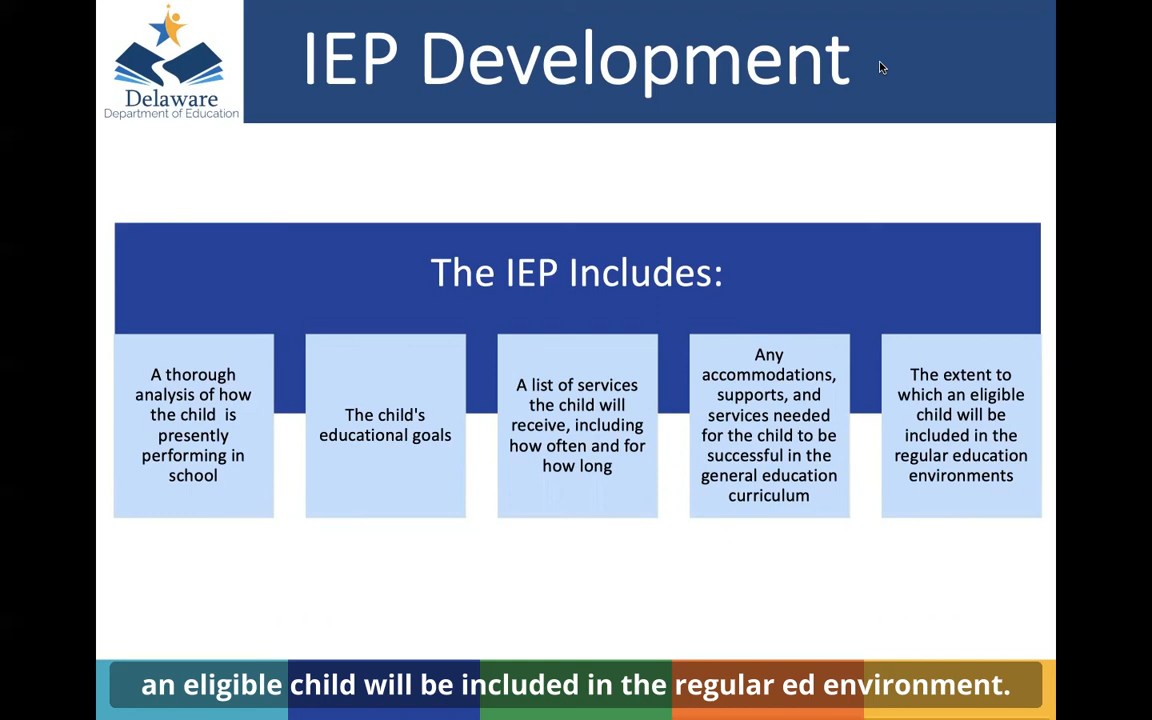 IEP Development
Delaware
Department of Education
The IEP Includes:
A thorough
analysis of how
the child is
presently
performing in
school
The child's
educational goals
A list of services
the child will
receive, including
how often and for
how long
Any
accommodations,
supports, and
services needed
for the child to be
successful in the
general education
curriculum
The extent to
which an eligible
child will be
included in the
regular education
environments
an eligible child will be included in the regular ed environment.